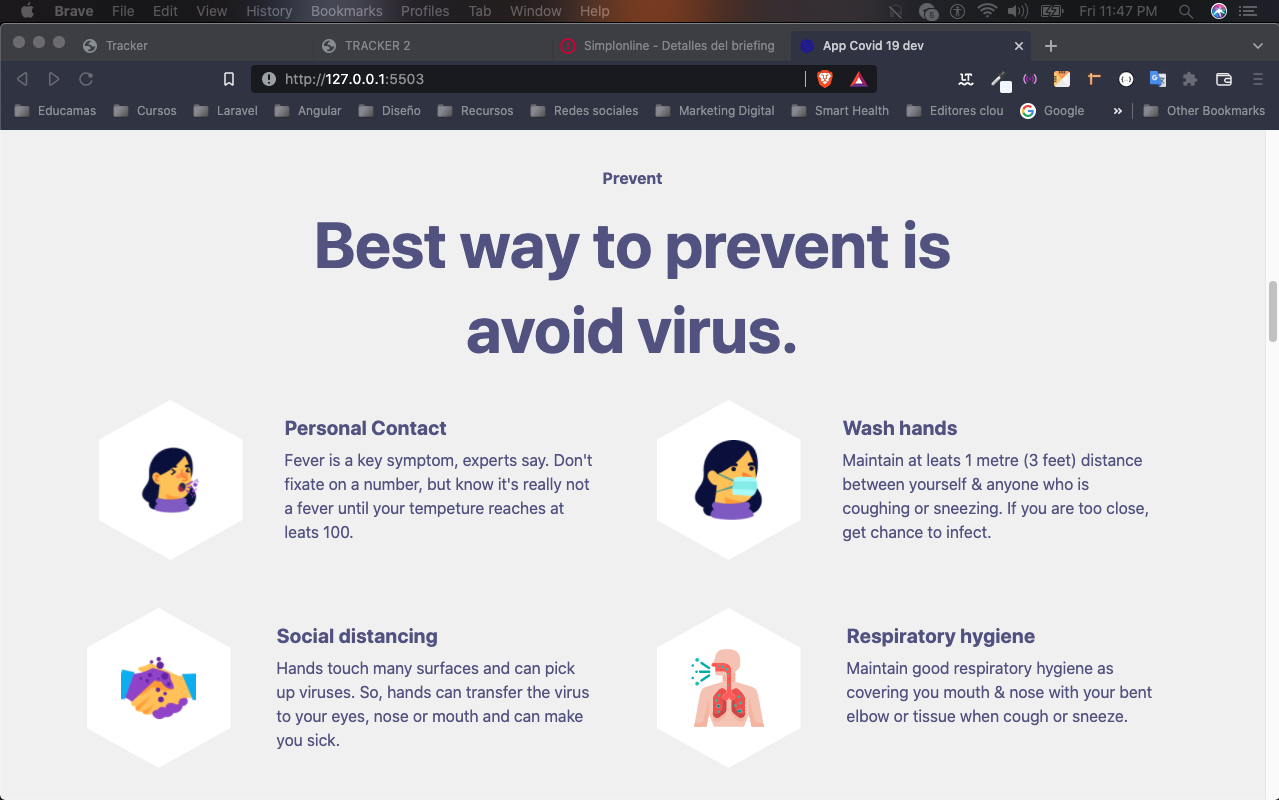 Brave File Edit View History Bookmarks Profiles Tab Window Help Fri 11:47 PM
Tracker TRACKER 2 Simplonline - Detalles del briefing App Covid 19 dev
http://127.0.0.1:5503
Educamas Cursos Laravel Angular Diseño Recursos Redes sociales Marketing Digital Smart Health Editores clou Google » Other Bookmarks
Prevent
Best way to prevent is
avoid virus.
Personal Contact
Fever is a key symptom, experts say. Don't
fixate on a number, but know it's really not
a fever until your tempeture reaches at
leats 100.
Wash hands
Maintain at leats 1 metre (3 feet) distance
between yourself & anyone who is
coughing or sneezing. If you are too close,
get chance to infect.
Social distancing
Hands touch many surfaces and can pick
up viruses. So, hands can transfer the virus
to your eyes, nose or mouth and can make
you sick.
Respiratory hygiene
Maintain good respiratory hygiene as
covering you mouth & nose with your bent
elbow or tissue when cough or sneeze.